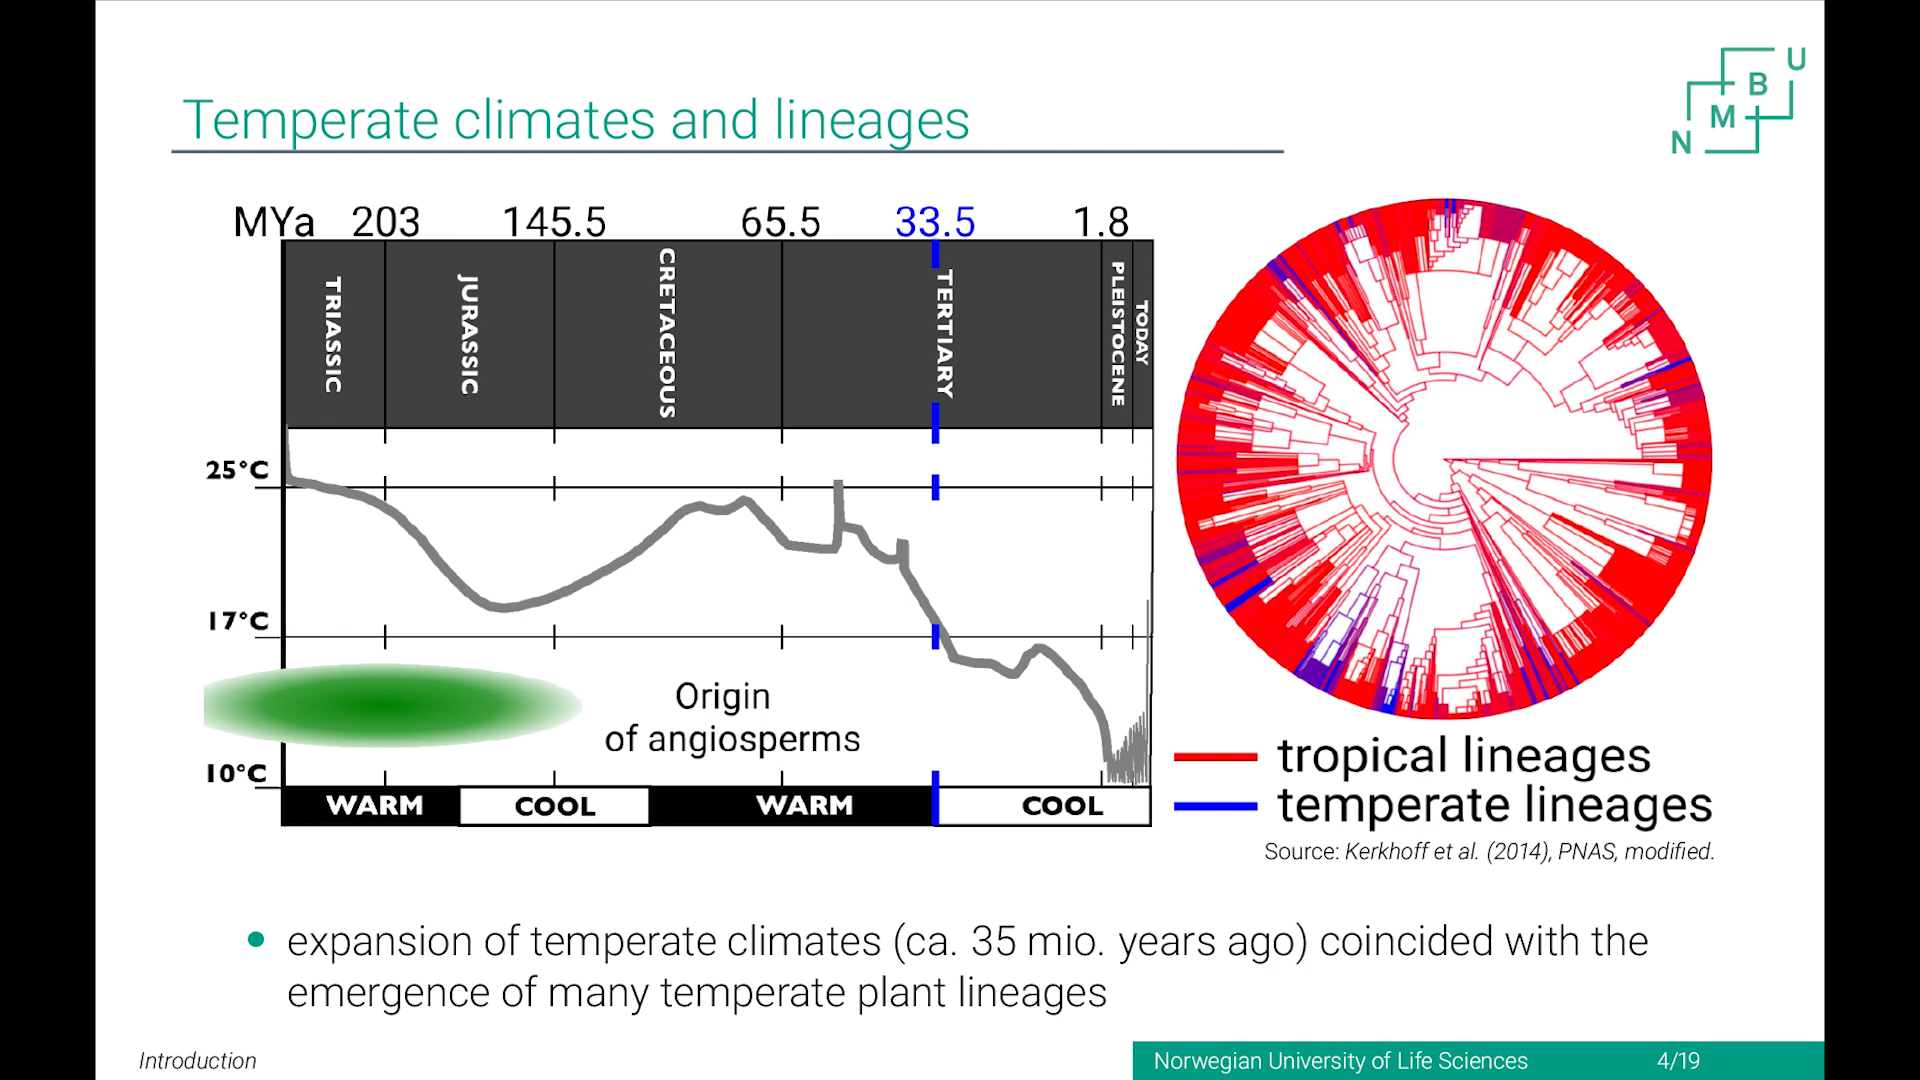 Temperate climates and lineages
N M B U
MYa 203 145.5 65.5 33.5 1.8
TRIASSIC
JURASSIC
CRETACEOUS
TERTIARY
PLEISTOCENE
TODAY
25°C
17°C
10°C
Origin
of angiosperms
WARM COOL WARM COOL
tropical lineages
temperate lineages
Source: Kerkhoff et al. (2014), PNAS, modified.
expansion of temperate climates (ca. 35 mio. years ago) coincided with the
emergence of many temperate plant lineages
Introduction
Norwegian University of Life Sciences 4/19